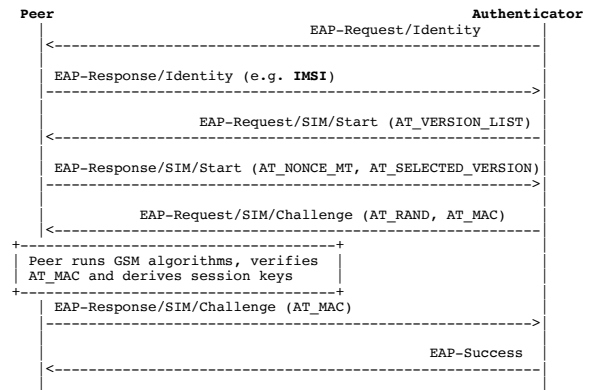 Peer Authenticator
EAP-Request/Identity
EAP-Response/Identity (e.g. IMSI)
EAP-Request/SIM/Start (AT_VERSION_LIST)
EAP-Response/SIM/Start (AT_NONCE_MT, AT_SELECTED_VERSION)
EAP-Request/SIM/Challenge (AT_RAND, AT_MAC)
Peer runs GSM algorithms, verifies
AT_MAC and derives session keys
EAP-Response/SIM/Challenge (AT_MAC)
EAP-Success